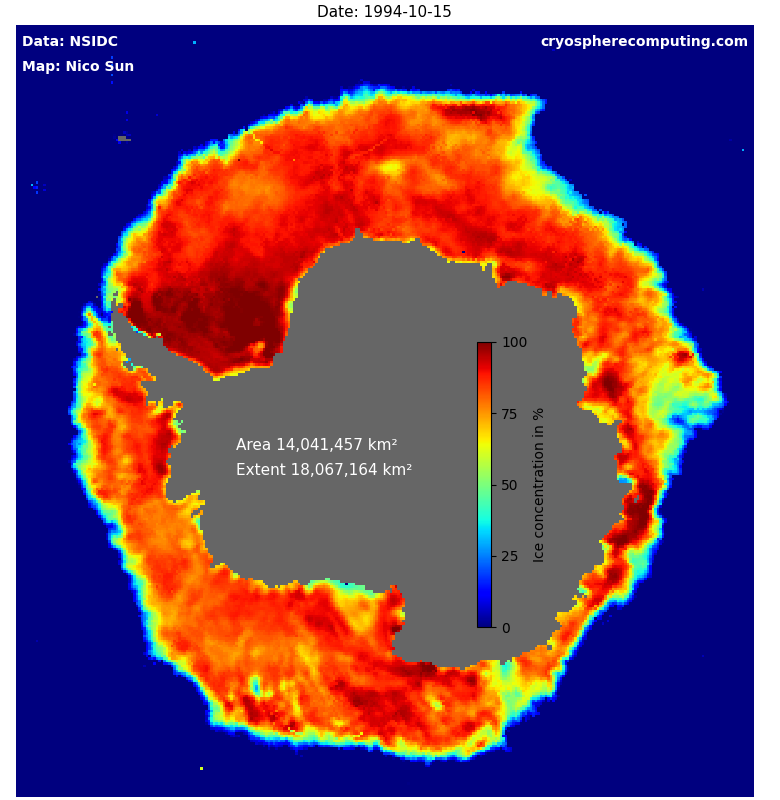 Date: 1994-10-15
Data: NSIDC
cryospherecomputing.com
Map: Nico Sun
100
75
50
25
0
Ice concentration in %
Area 14,041,457 km²
Extent 18,067,164 km²